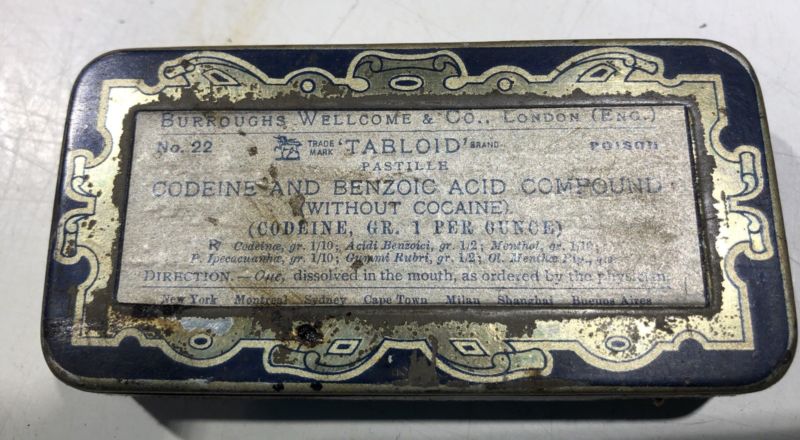 BURROUGHS WELLCOME & CO., LONDON (ENG.)
No. 22 TRADE MARK 'TABLOID' BRAND POISON
PASTILLE
CODEINE AND BENZOIC ACID COMPOUND
(WITHOUT COCAINE)
(CODEINE, GR. 1 PER OUNCE)
℞ Codeinæ, gr. 1/10; Acidi Benzoici, gr. 1/2; Menthol, gr. 1/10;
P. Ipecacuanhæ, gr. 1/10; Gummi Rubri, gr. 1/2; Ol. Menthæ Pip., q.s.
DIRECTION.—One, dissolved in the mouth, as ordered by the physician.
New York Montreal Sydney Cape Town Milan Shanghai Buenos Aires